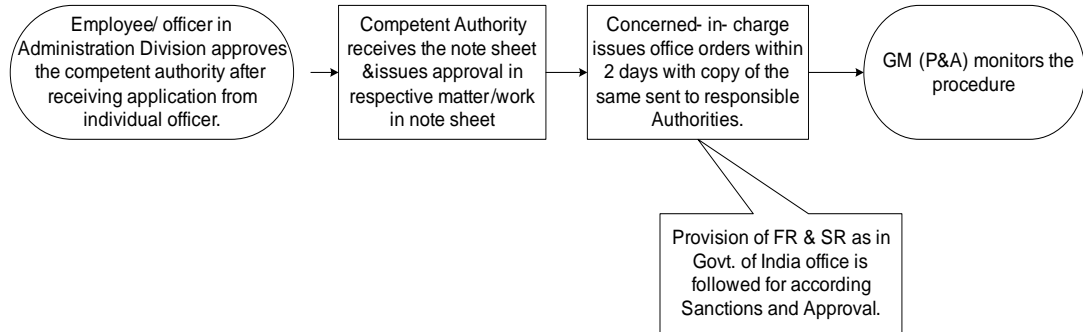 Employee/ officer in
Administration Division approves
the competent authority after
receiving application from
individual officer.
Competent Authority
receives the note sheet
&issues approval in
respective matter/work
in note sheet
Concerned- in- charge
issues office orders within
2 days with copy of the
same sent to responsible
Authorities.
GM (P&A) monitors the
procedure
Provision of FR & SR as in
Govt. of India office is
followed for according
Sanctions and Approval.